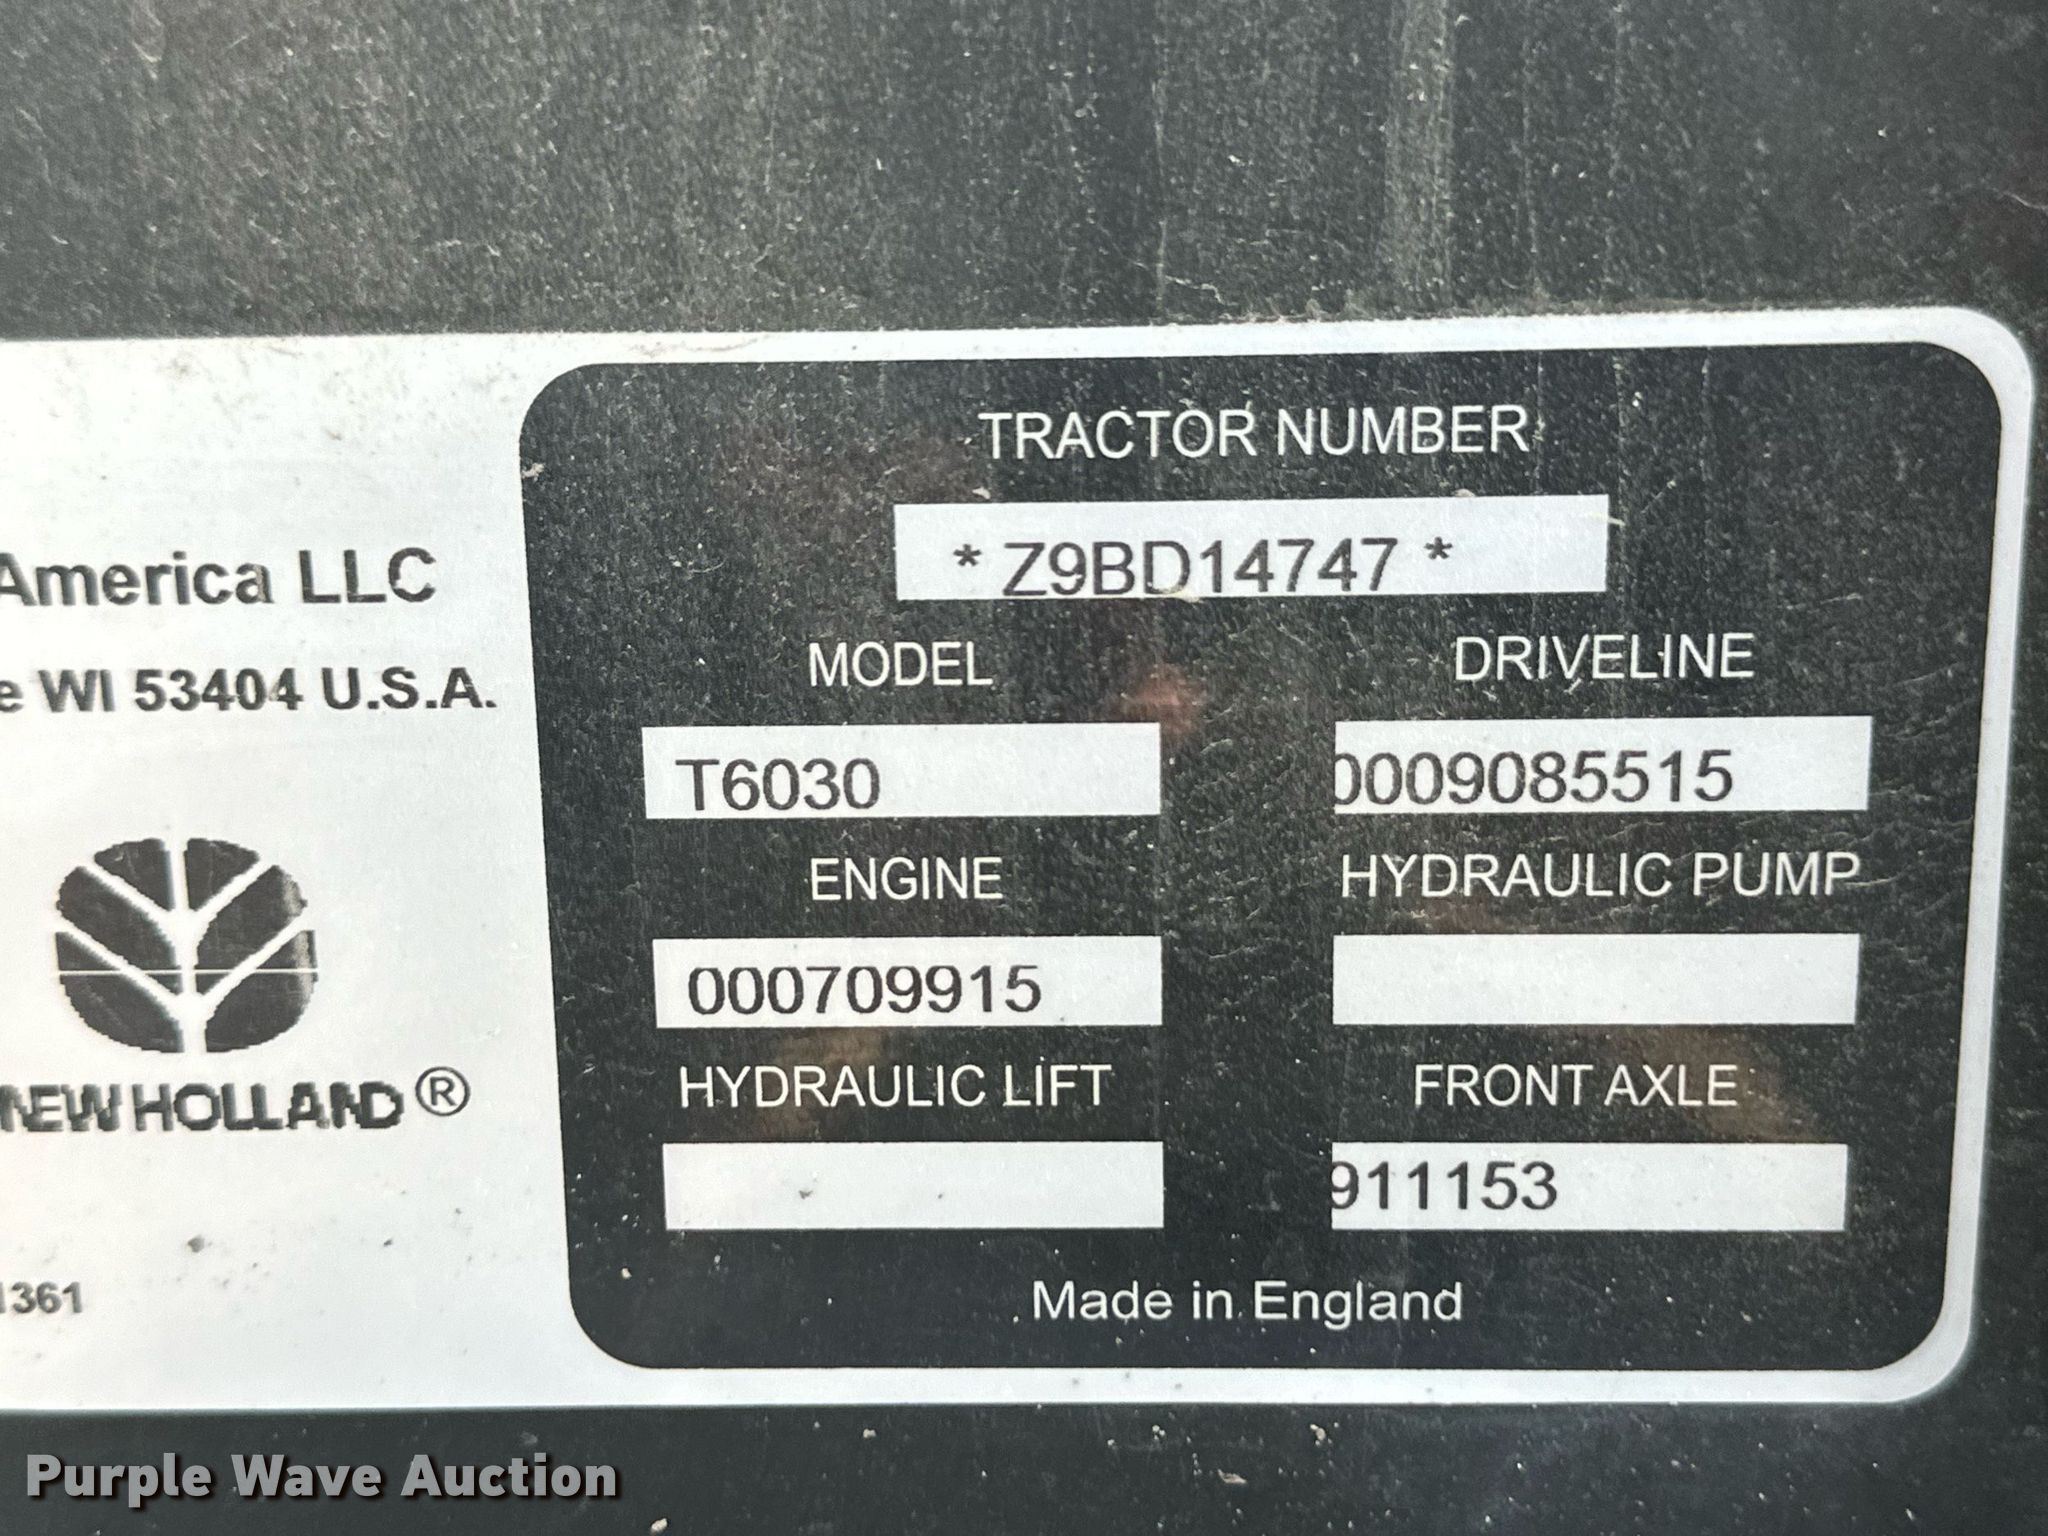 America LLC
e WI 53404 U.S.A.
NEW HOLLAND®
1361
TRACTOR NUMBER
* Z9BD14747 *
MODEL
DRIVELINE
T6030
0009085515
ENGINE
HYDRAULIC PUMP
000709915
HYDRAULIC LIFT
FRONT AXLE
911153
Made in England
Purple Wave Auction